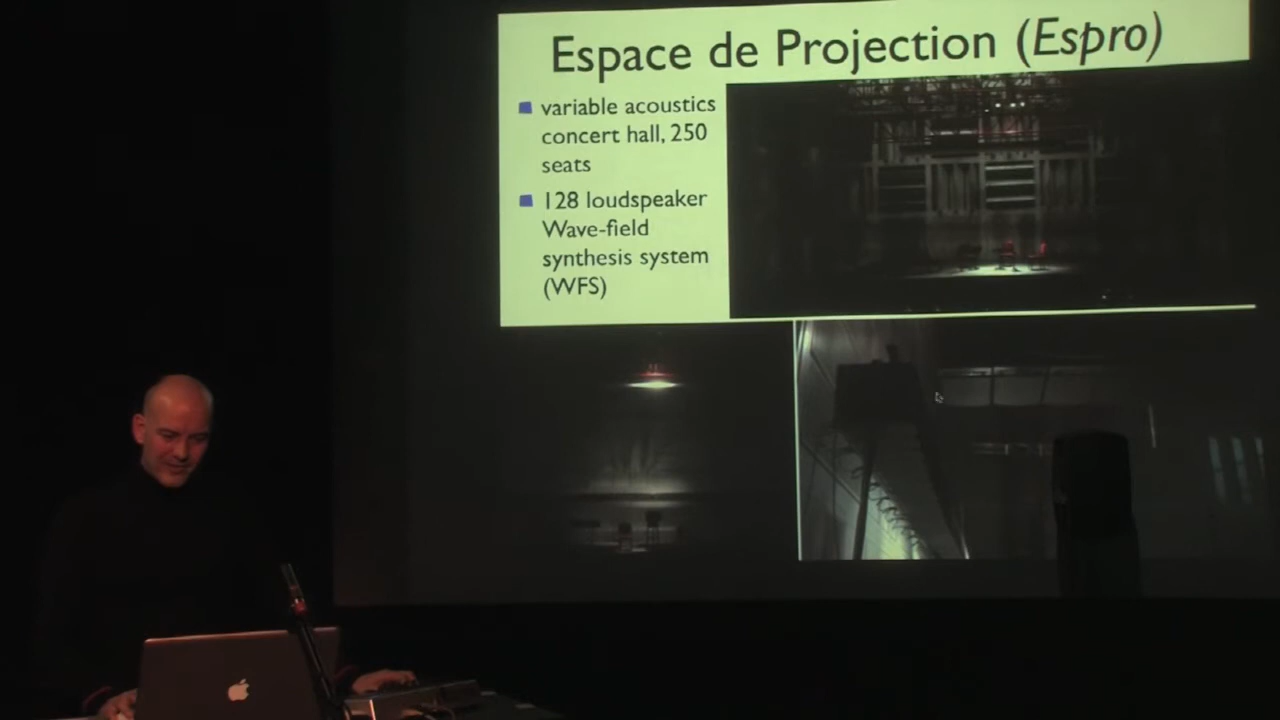 Espace de Projection (Espro)
variable acoustics
concert hall, 250
seats
128 loudspeaker
Wave-field
synthesis system
(WFS)